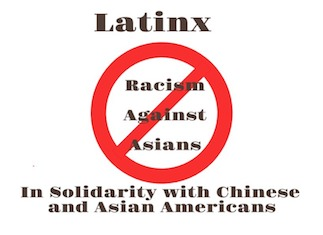 Latinx
Racism
Against
Asians
In Solidarity with Chinese
and Asian Americans